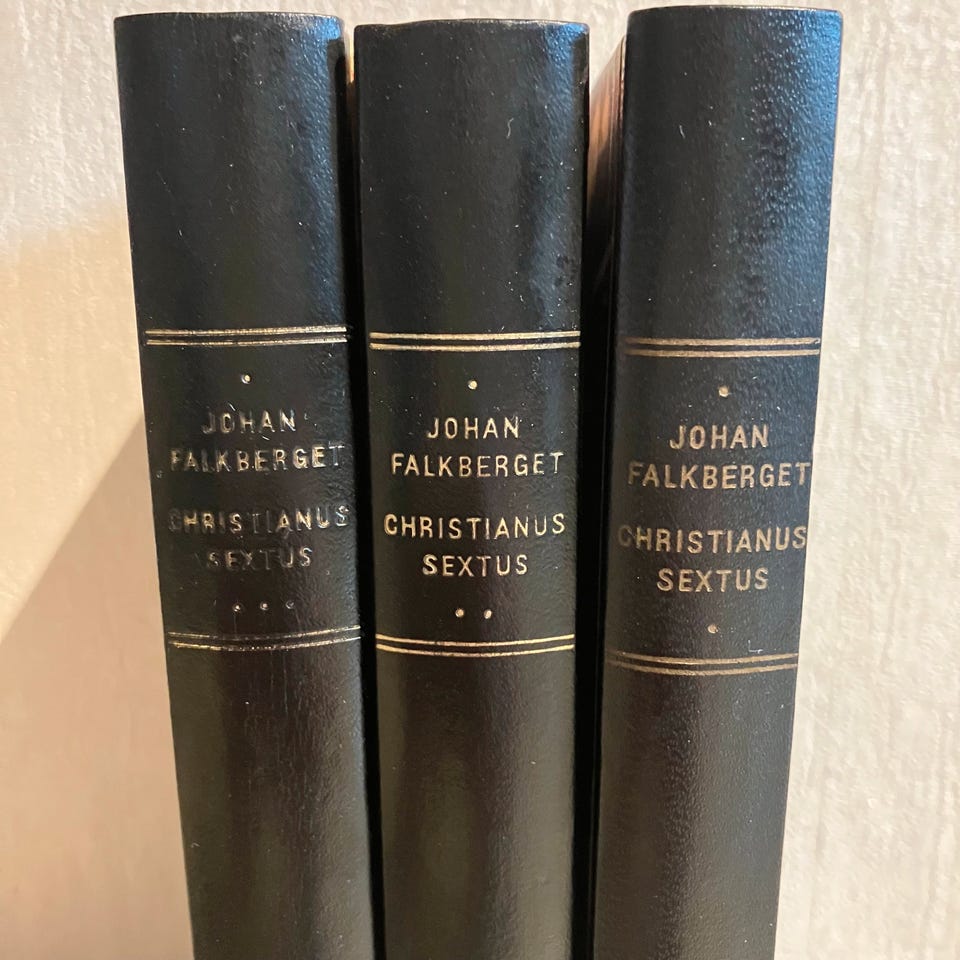 JOHAN
FALKBERGET
CHRISTIANUS
SEXTUS
JOHAN
FALKBERGET
CHRISTIANUS
SEXTUS
JOHAN
FALKBERGET
CHRISTIANUS
SEXTUS